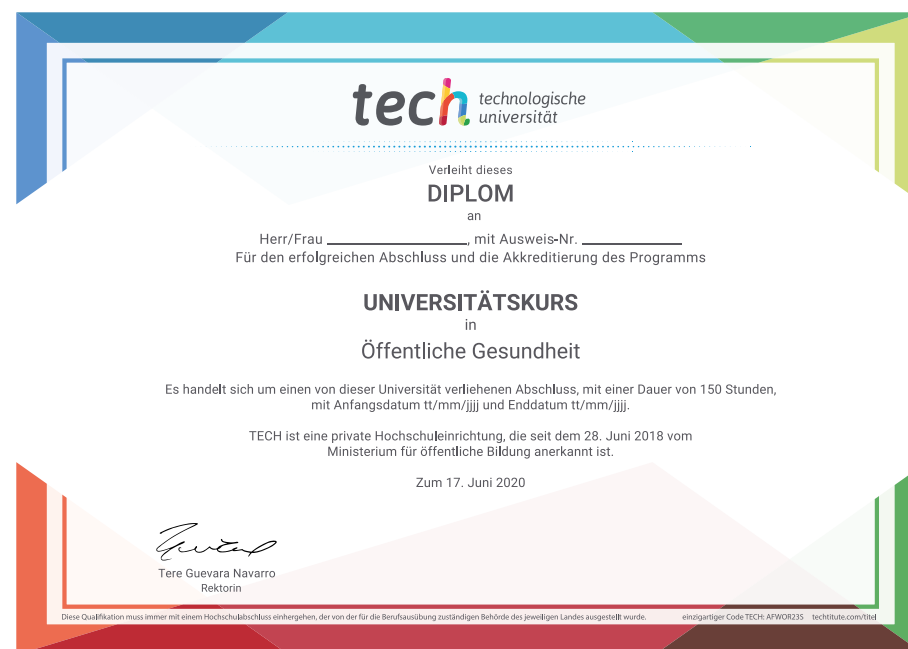 tech technologische
universität
Verleiht dieses
DIPLOM
an
Herr/Frau ____________________, mit Ausweis-Nr. ______________
Für den erfolgreichen Abschluss und die Akkreditierung des Programms
UNIVERSITÄTSKURS
in
Öffentliche Gesundheit
Es handelt sich um einen von dieser Universität verliehenen Abschluss, mit einer Dauer von 150 Stunden,
mit Anfangsdatum tt/mm/jjjj und Enddatum tt/mm/jjjj.
TECH ist eine private Hochschuleinrichtung, die seit dem 28. Juni 2018 vom
Ministerium für öffentliche Bildung anerkannt ist.
Zum 17. Juni 2020
Tere Guevara Navarro
Rektorin
Diese Qualifikation muss immer mit einem Hochschulabschluss einhergehen, der von der für die Berufsausübung zuständigen Behörde des jeweiligen Landes ausgestellt wurde. einzigartiger Code TECH: AFWOR23S techtitute.com/titel